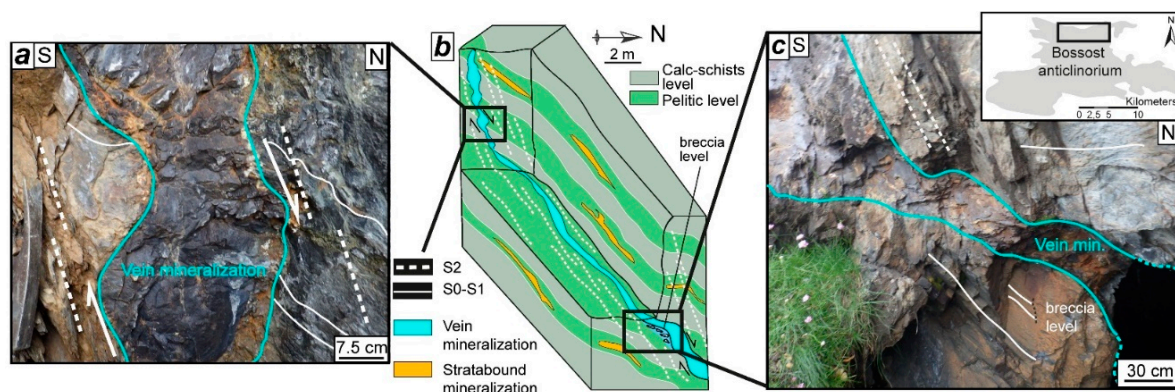 a S
N
Vein mineralization
7.5 cm
b
N
2 m
Calc-schists
level
Pelitic level
breccia
level
S2
S0-S1
Vein
mineralization
Stratabound
mineralization
c S
N
Bossost
anticlinorium
Kilometers
0 2,5 5 10
N
Vein min.
breccia
level
30 cm